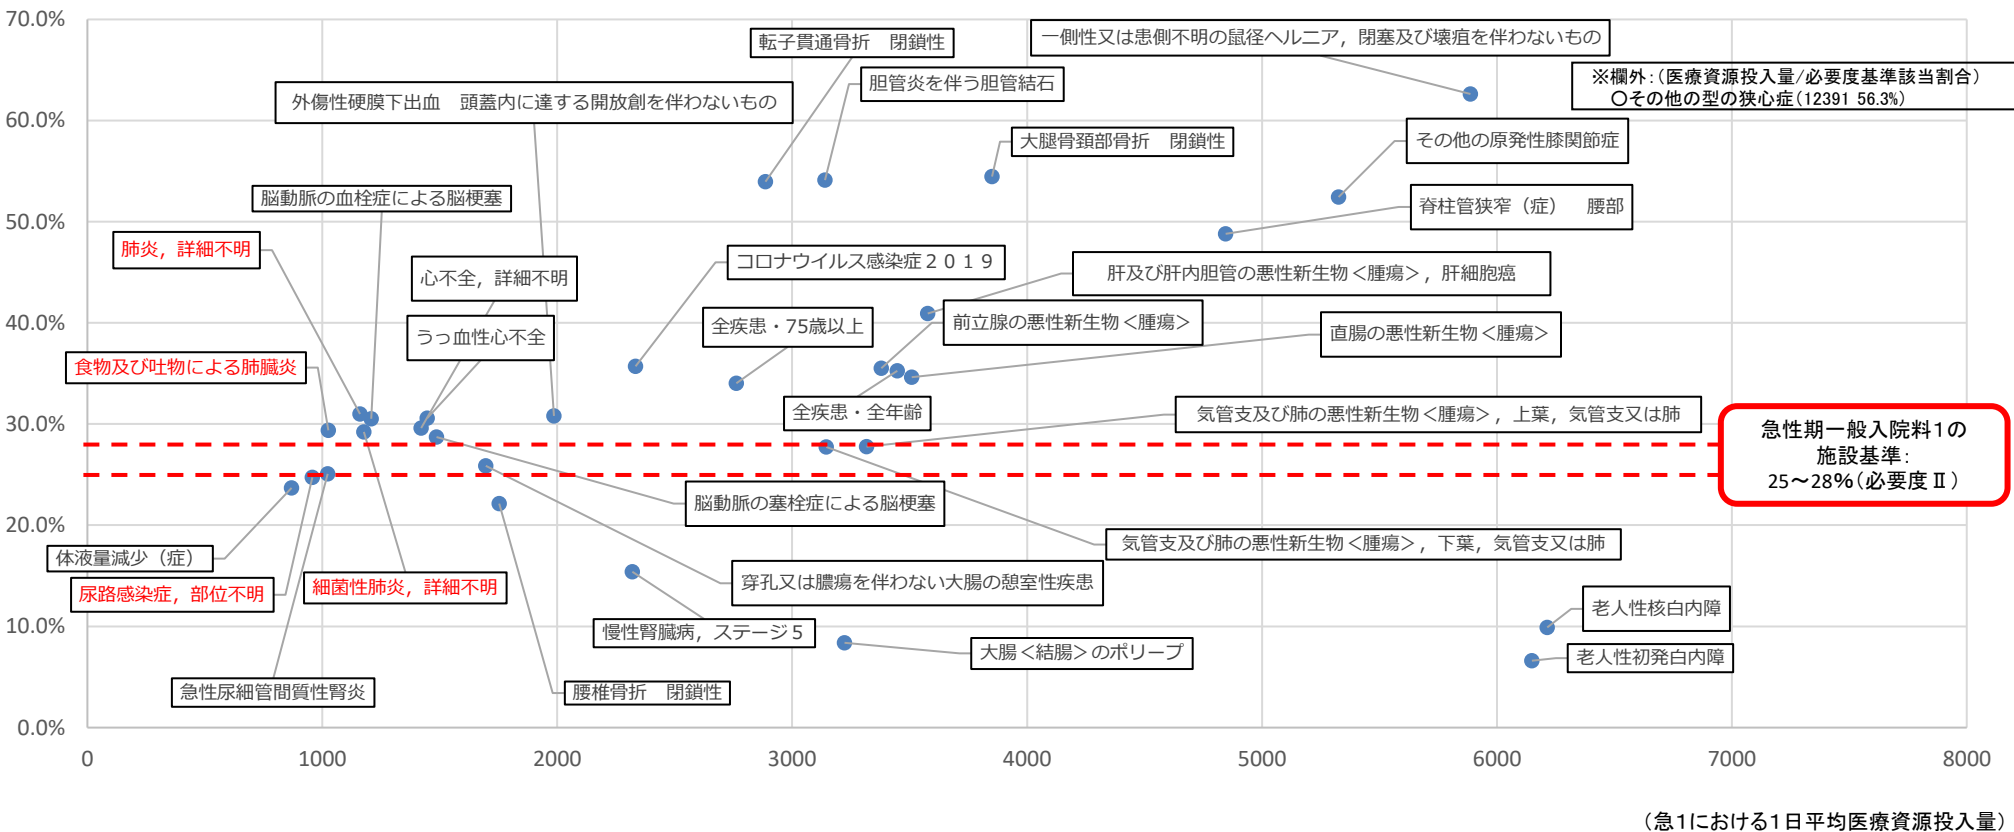 70.0%
60.0%
50.0%
40.0%
30.0%
20.0%
10.0%
0.0%
0
1000
2000
3000
4000
5000
6000
7000
8000
転子貫通骨折　閉鎖性
一側性又は患側不明の鼠径ヘルニア，閉塞及び壊疽を伴わないもの
胆管炎を伴う胆管結石
※欄外：（医療資源投入量/必要度基準該当割合）
〇その他の型の狭心症（12391 56.3%）
外傷性硬膜下出血　頭蓋内に達する開放創を伴わないもの
大腿骨頚部骨折　閉鎖性
その他の原発性膝関節症
脳動脈の血栓症による脳梗塞
脊柱管狭窄（症）　腰部
肺炎，詳細不明
心不全，詳細不明
コロナウイルス感染症２０１９
肝及び肝内胆管の悪性新生物＜腫瘍＞，肝細胞癌
うっ血性心不全
全疾患・75歳以上
前立腺の悪性新生物＜腫瘍＞
直腸の悪性新生物＜腫瘍＞
食物及び吐物による肺臓炎
全疾患・全年齢
気管支及び肺の悪性新生物＜腫瘍＞，上葉，気管支又は肺
急性期一般入院料1の
施設基準：
25～28%（必要度Ⅱ）
脳動脈の塞栓症による脳梗塞
体液量減少（症）
気管支及び肺の悪性新生物＜腫瘍＞，下葉，気管支又は肺
尿路感染症，部位不明
細菌性肺炎，詳細不明
穿孔又は膿瘍を伴わない大腸の憩室性疾患
老人性核白内障
慢性腎臓病，ステージ５
大腸＜結腸＞のポリープ
老人性初発白内障
急性尿細管間質性腎炎
腰椎骨折　閉鎖性
（急1における1日平均医療資源投入量）